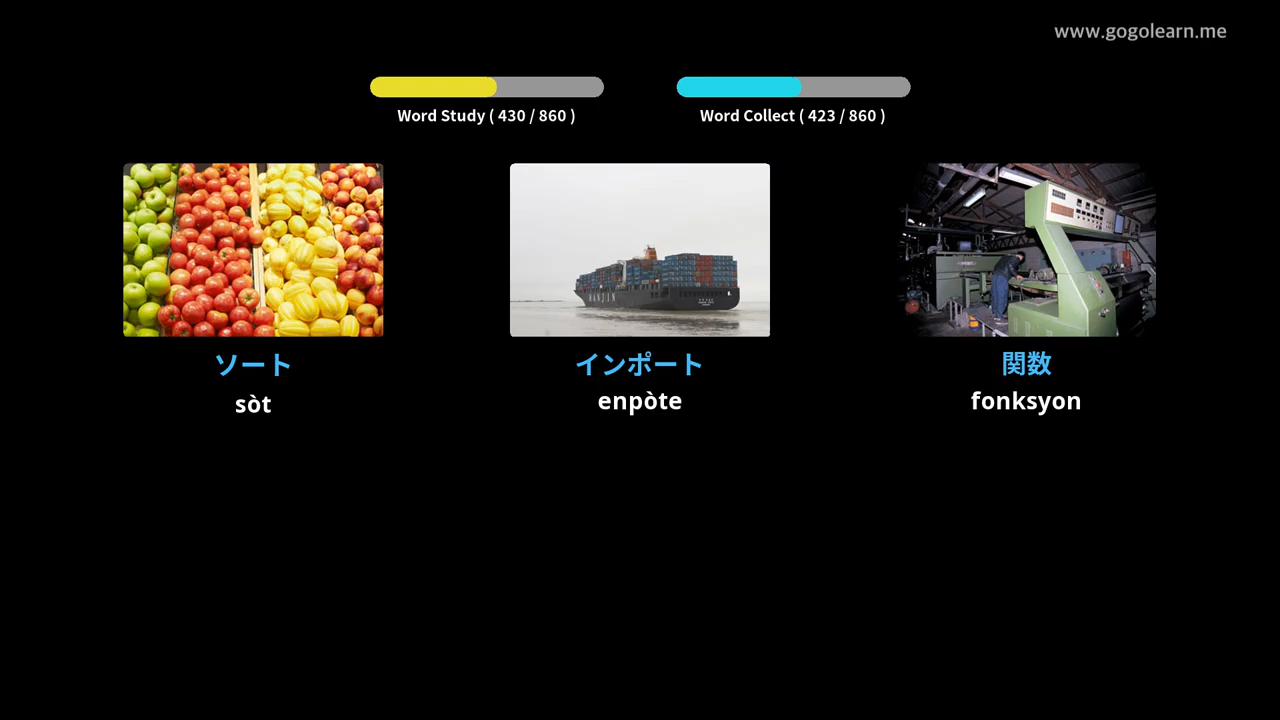 www.gogolearn.me
Word Study ( 430 / 860 )
Word Collect ( 423 / 860 )
ソート
インポート
関数
sòt
enpòte
fonksyon